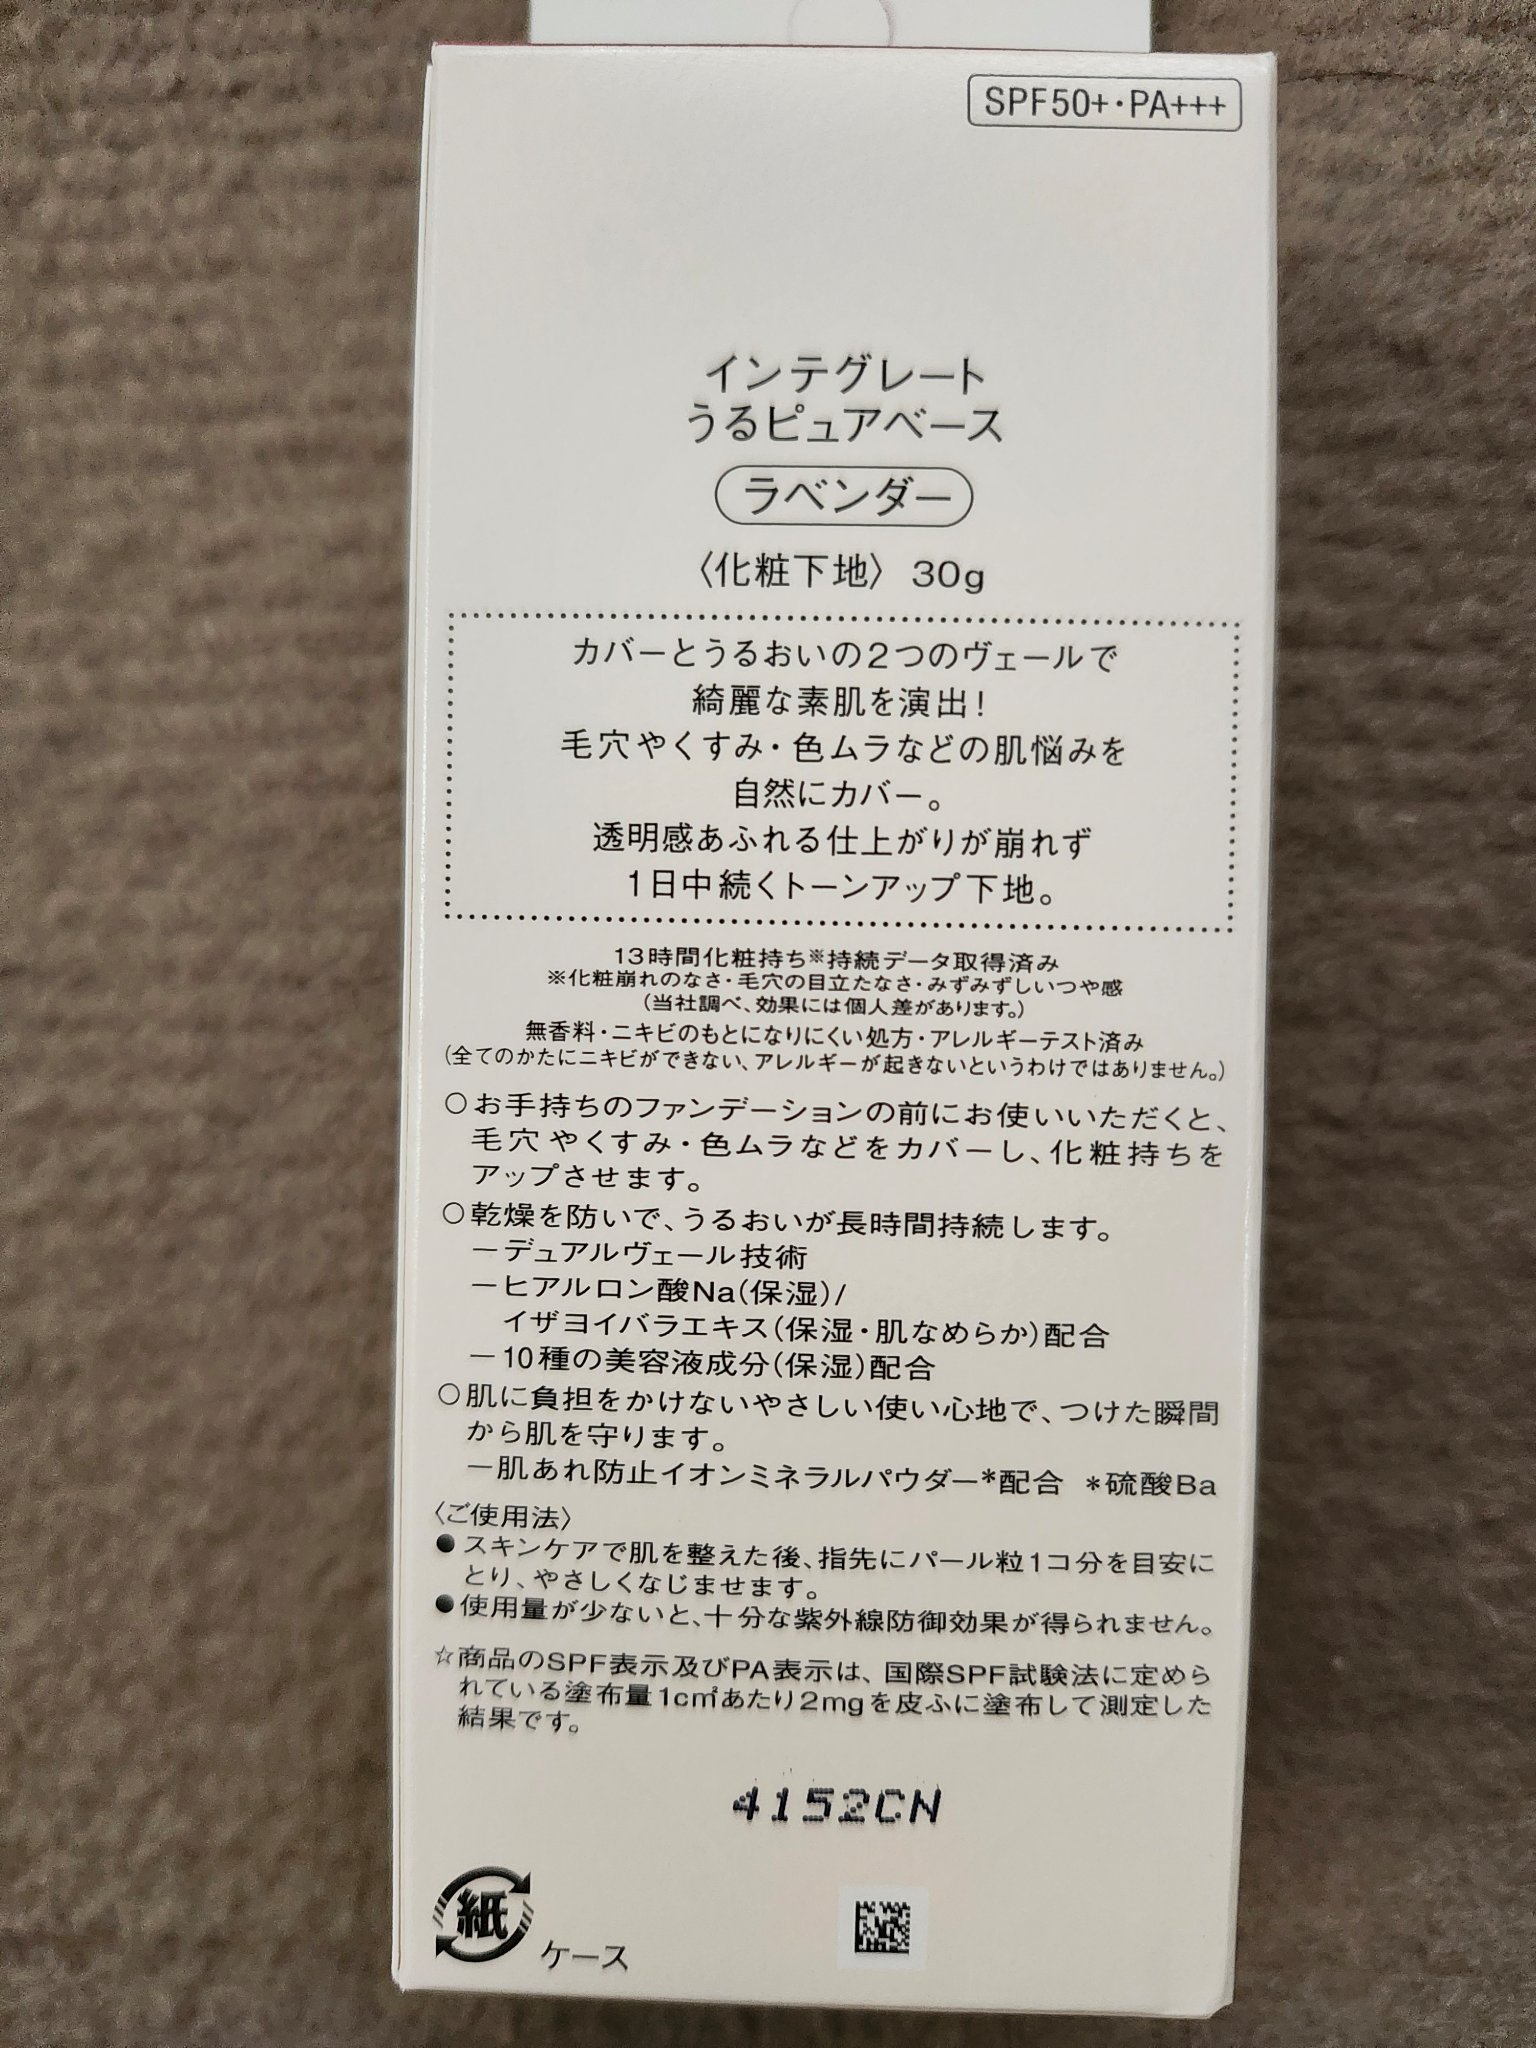 SPF50+・PA+++
インテグレート
うるピュアベース
ラベンダー
〈化粧下地〉 30g
カバーとうるおいの2つのヴェールで
綺麗な素肌を演出！
毛穴やくすみ・色ムラなどの肌悩みを
自然にカバー。
透明感あふれる仕上がりが崩れず
1日中続くトーンアップ下地。
13時間化粧持ち※持続データ取得済み
※化粧崩れのなさ・毛穴の目立たなさ・みずみずしいつや感
（当社調べ、効果には個人差があります。）
無香料・ニキビのもとになりにくい処方・アレルギーテスト済み
（全てのかたにニキビができない、アレルギーが起きないというわけではありません。）
○お手持ちのファンデーションの前にお使いいただくと、
毛穴やくすみ・色ムラなどをカバーし、化粧持ちを
アップさせます。
○乾燥を防いで、うるおいが長時間持続します。
－デュアルヴェール技術
－ヒアルロン酸Na（保湿）/
イザヨイバラエキス（保湿・肌なめらか）配合
－10種の美容液成分（保湿）配合
○肌に負担をかけないやさしい使い心地で、つけた瞬間
から肌を守ります。
－肌あれ防止イオンミネラルパウダー*配合 *硫酸Ba
〈ご使用法〉
●スキンケアで肌を整えた後、指先にパール粒1コ分を目安に
とり、やさしくなじませます。
●使用量が少ないと、十分な紫外線防御効果が得られません。
☆商品のSPF表示及びPA表示は、国際SPF試験法に定めら
れている塗布量1c㎡あたり2mgを皮ふに塗布して測定した
結果です。
4152CN
紙
ケース